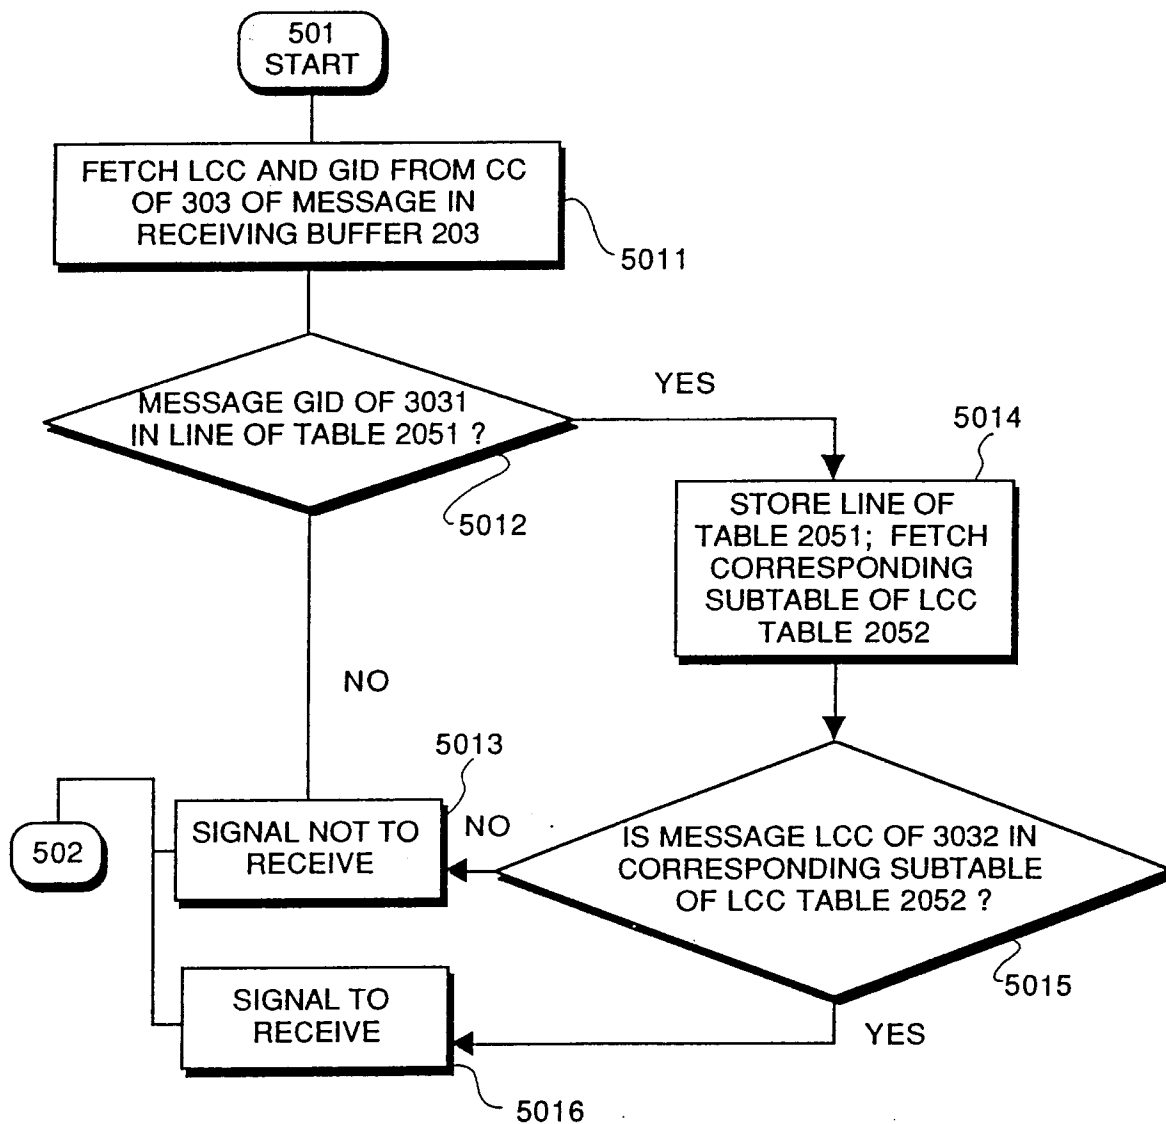 501
START
FETCH LCC AND GID FROM CC
OF 303 OF MESSAGE IN
RECEIVING BUFFER 203
5011
MESSAGE GID OF 3031
IN LINE OF TABLE 2051 ?
YES
5012
5014
STORE LINE OF
TABLE 2051; FETCH
CORRESPONDING
SUBTABLE OF LCC
TABLE 2052
NO
5013
502
SIGNAL NOT TO
RECEIVE
NO
IS MESSAGE LCC OF 3032 IN
CORRESPONDING SUBTABLE
OF LCC TABLE 2052 ?
5015
SIGNAL TO
RECEIVE
YES
5016